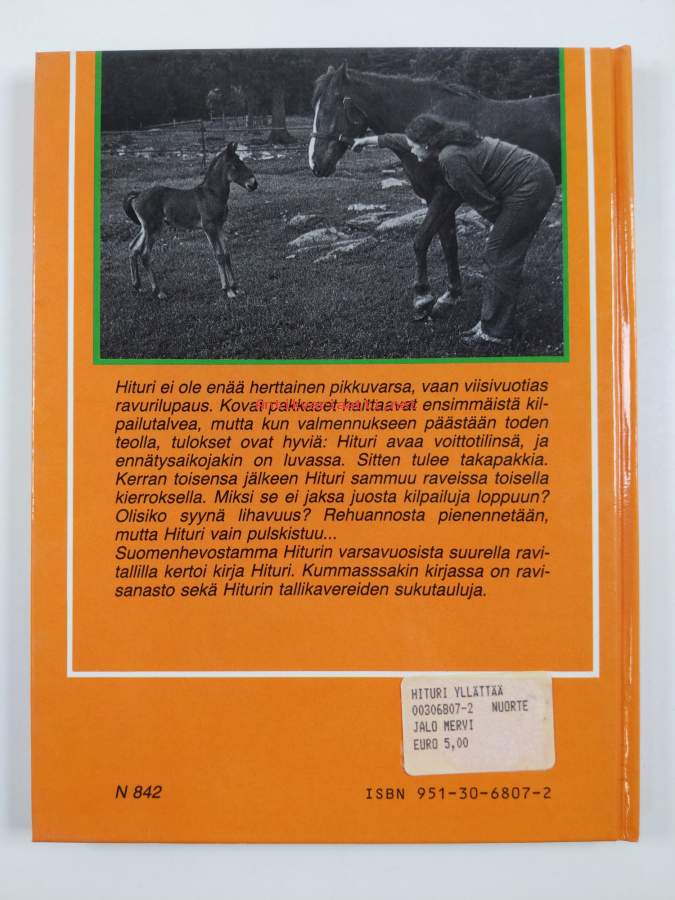 Hituri ei ole enää herttainen pikkuvarsa, vaan viisivuotias
ravurilupaus. Kovat pakkaset haittaavat ensimmäistä kil-
pailutalvea, mutta kun valmennukseen päästään toden
teolla, tulokset ovat hyviä: Hituri avaa voittotilinsä, ja
ennätysaikojakin on luvassa. Sitten tulee takapakkia.
Kerran toisensa jälkeen Hituri sammuu raveissa toisella
kierroksella. Miksi se ei jaksa juosta kilpailuja loppuun?
Olisiko syynä lihavuus? Rehuannosta pienennetään,
mutta Hituri vain pulskistuu...
Suomenhevostamma Hiturin varsavuosista suurella ravi-
tallilla kertoi kirja Hituri. Kummasssakin kirjassa on ravi-
sanasto sekä Hiturin tallikavereiden sukutauluja.
HITURI YLLÄTTÄÄ
00306807-2 NUORTE
JALO MERVI
EURO 5,00
N 842
ISBN 951-30-6807-2